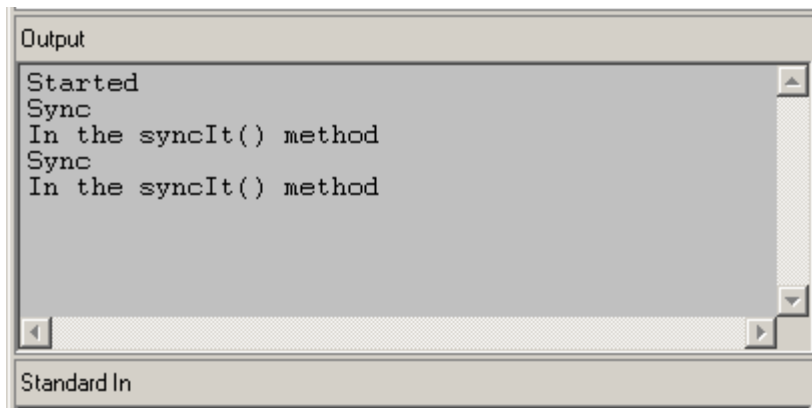 Output
Started
Sync
In the syncIt() method
Sync
In the syncIt() method
Standard In